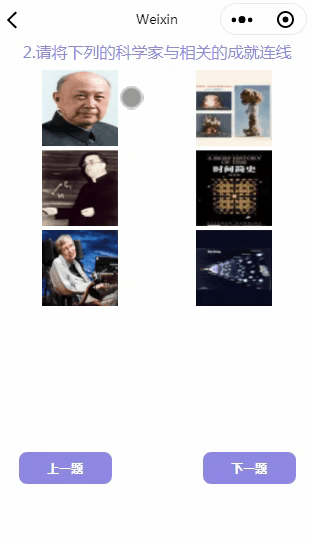 Weixin
2.请将下列的科学家与相关的成就连线
A BRIEF HISTORY
OF TIME
时间简史
上一题
下一题